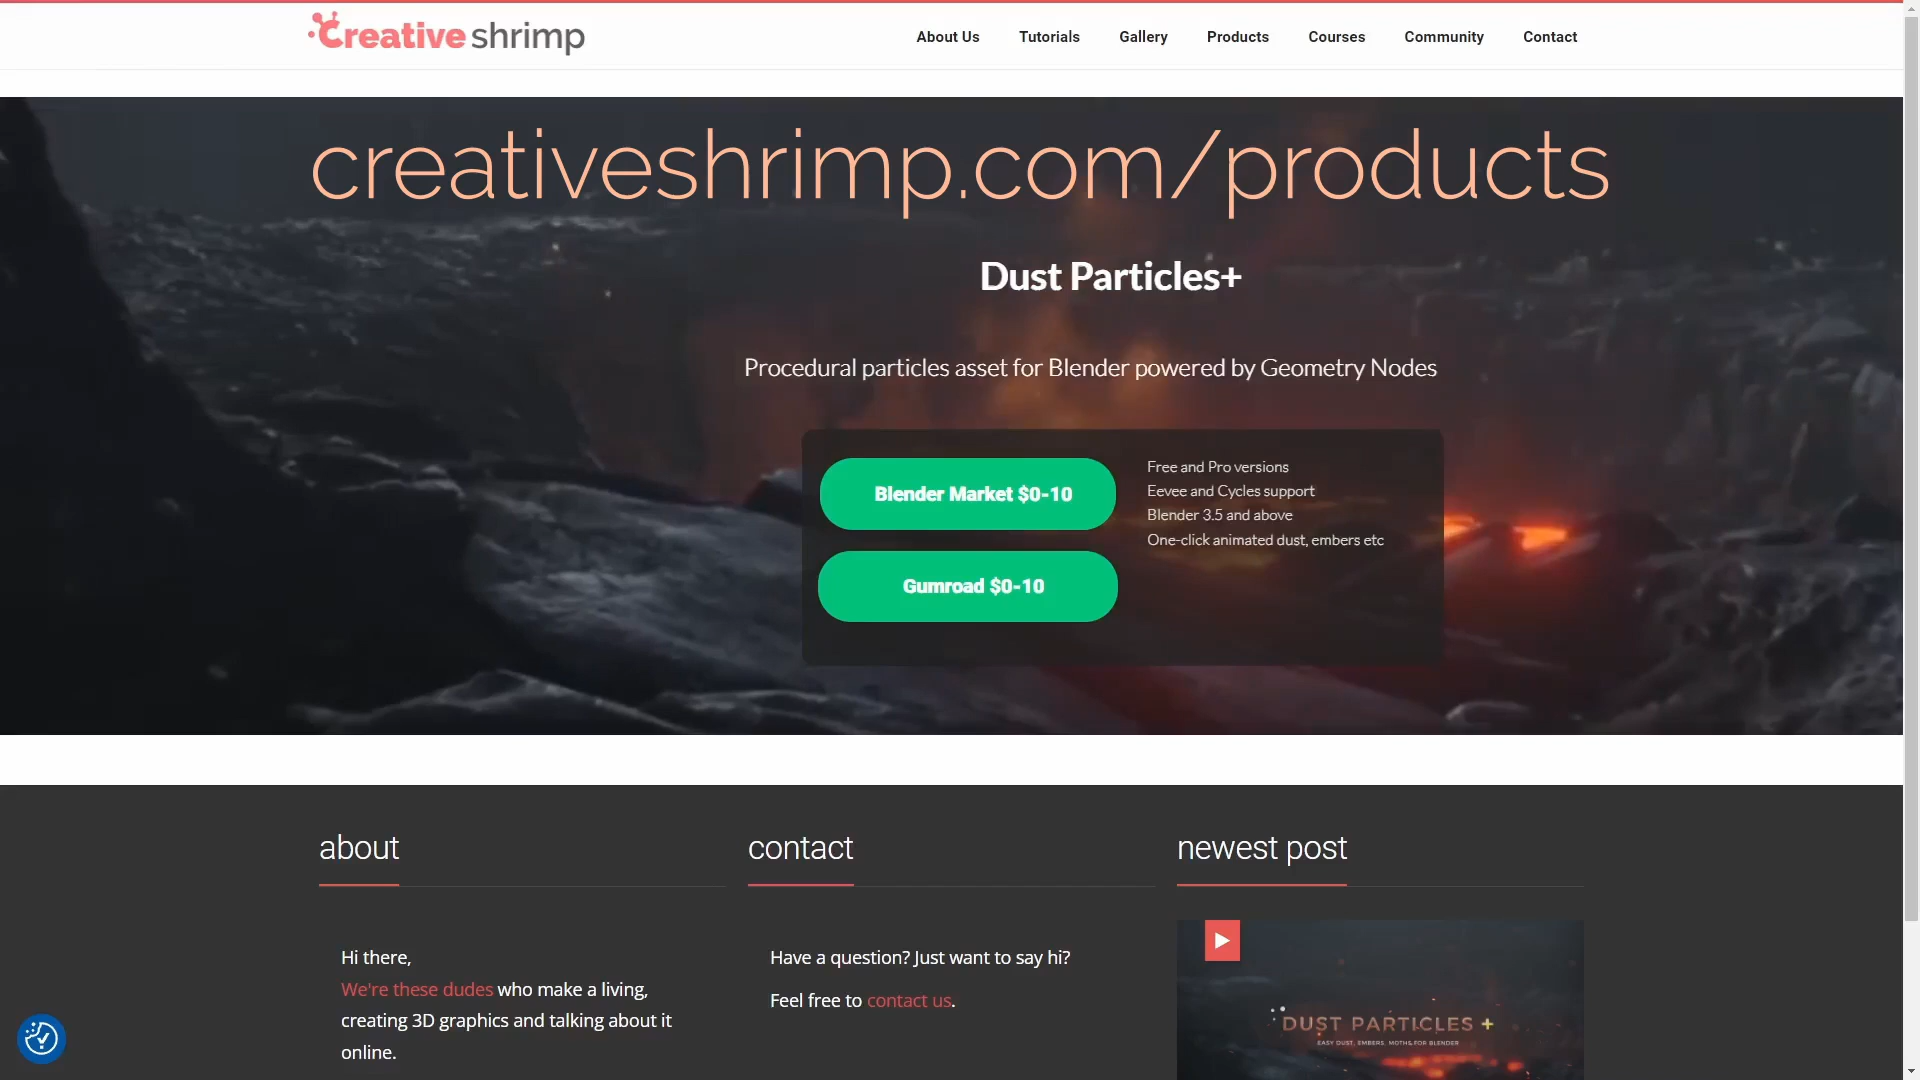 Creative shrimp
About Us
Tutorials
Gallery
Products
Courses
Community
Contact
creativeshrimp.com/products
Dust Particles+
Procedural particles asset for Blender powered by Geometry Nodes
Blender Market $0-10
Gumroad $0-10
Free and Pro versions
Eevee and Cycles support
Blender 3.5 and above
One-click animated dust, embers etc
about
Hi there,
We're these dudes who make a living,
creating 3D graphics and talking about it
online.
contact
Have a question? Just want to say hi?
Feel free to contact us.
newest post
DUST PARTICLES +
EASY DUST, EMBERS, MOTHS FOR BLENDER